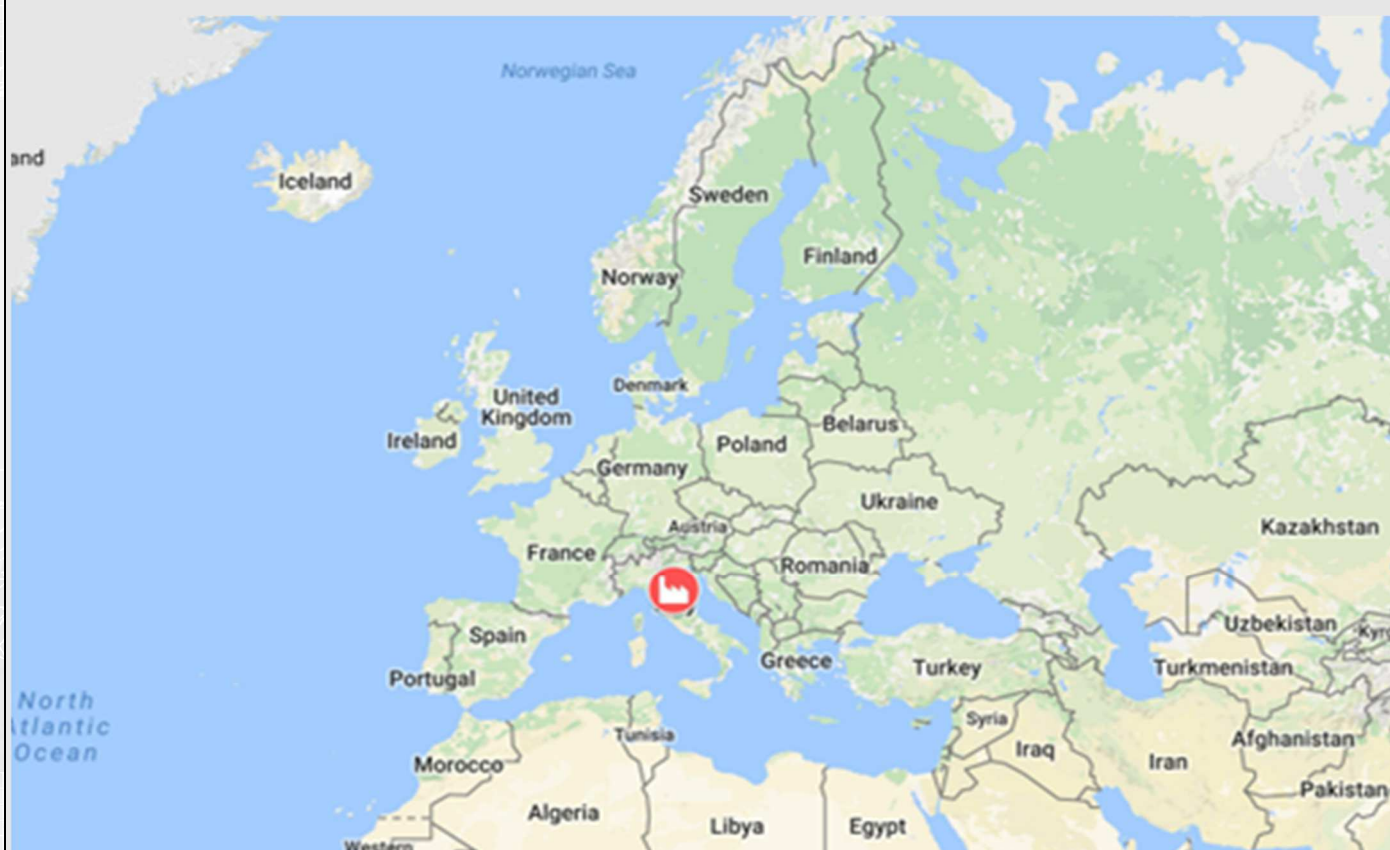 Norwegian Sea
and
Iceland
Sweden
Finland
Norway
Denmark
United
Kingdom
Belarus
Ireland
Poland
Germany
Ukraine
Austria
Kazakhstan
France
Romania
Uzbekistan
Kyr
Spain
Greece
Turkey
Turkmenistan
Portugal
North
Atlantic
Ocean
Syria
Tunisia
Afghanistan
Iraq
Morocco
Iran
Pakistan
Algeria
Libya
Egypt
Western